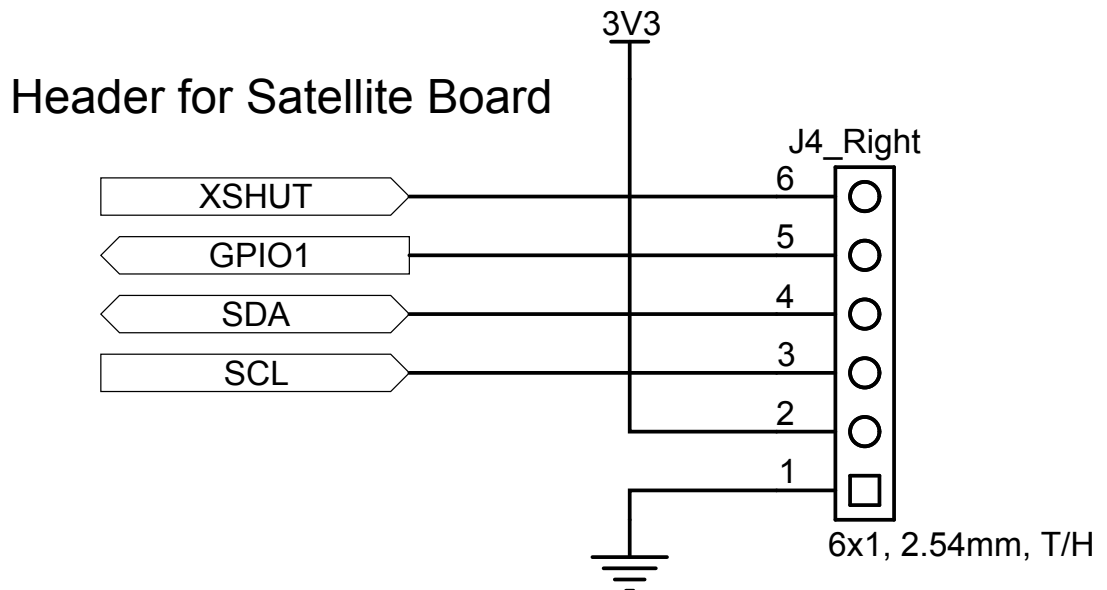 3V3
Header for Satellite Board
J4_Right
XSHUT 6
GPIO1 5
SDA 4
SCL 3
2
1
6x1, 2.54mm, T/H